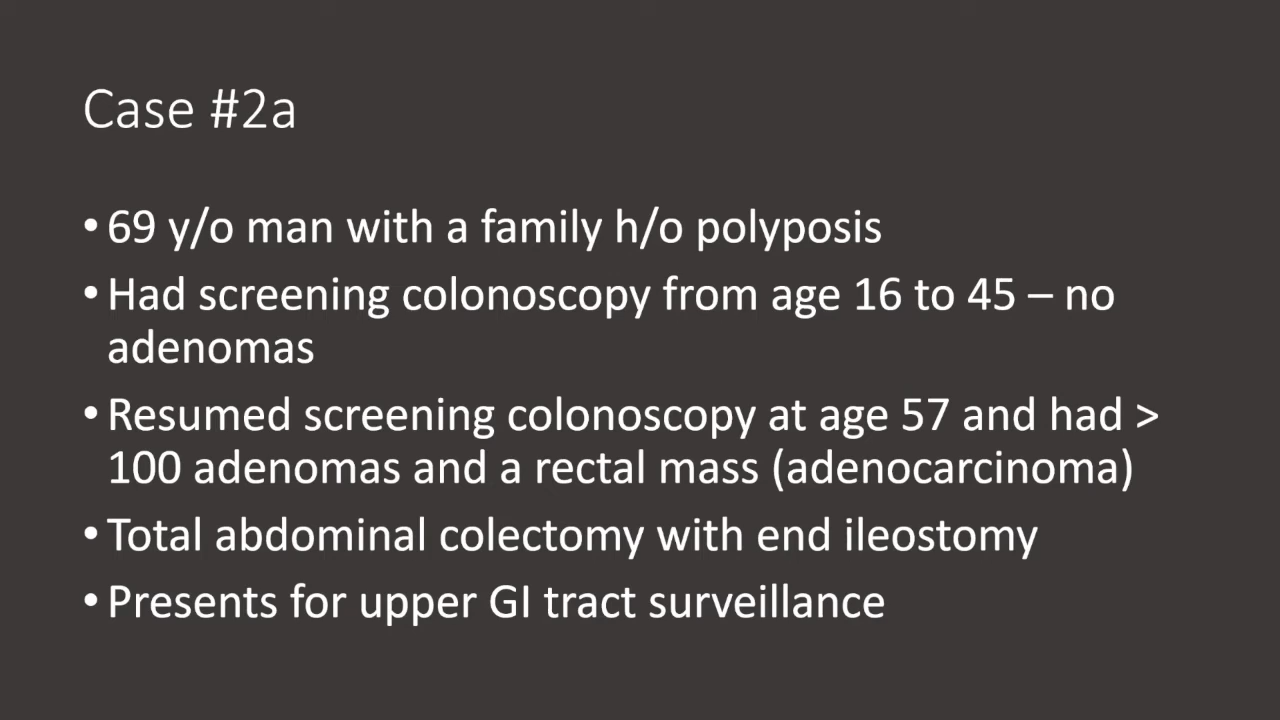 Case #2a
• 69 y/o man with a family h/o polyposis
• Had screening colonoscopy from age 16 to 45 – no
adenomas
• Resumed screening colonoscopy at age 57 and had >
100 adenomas and a rectal mass (adenocarcinoma)
• Total abdominal colectomy with end ileostomy
• Presents for upper GI tract surveillance